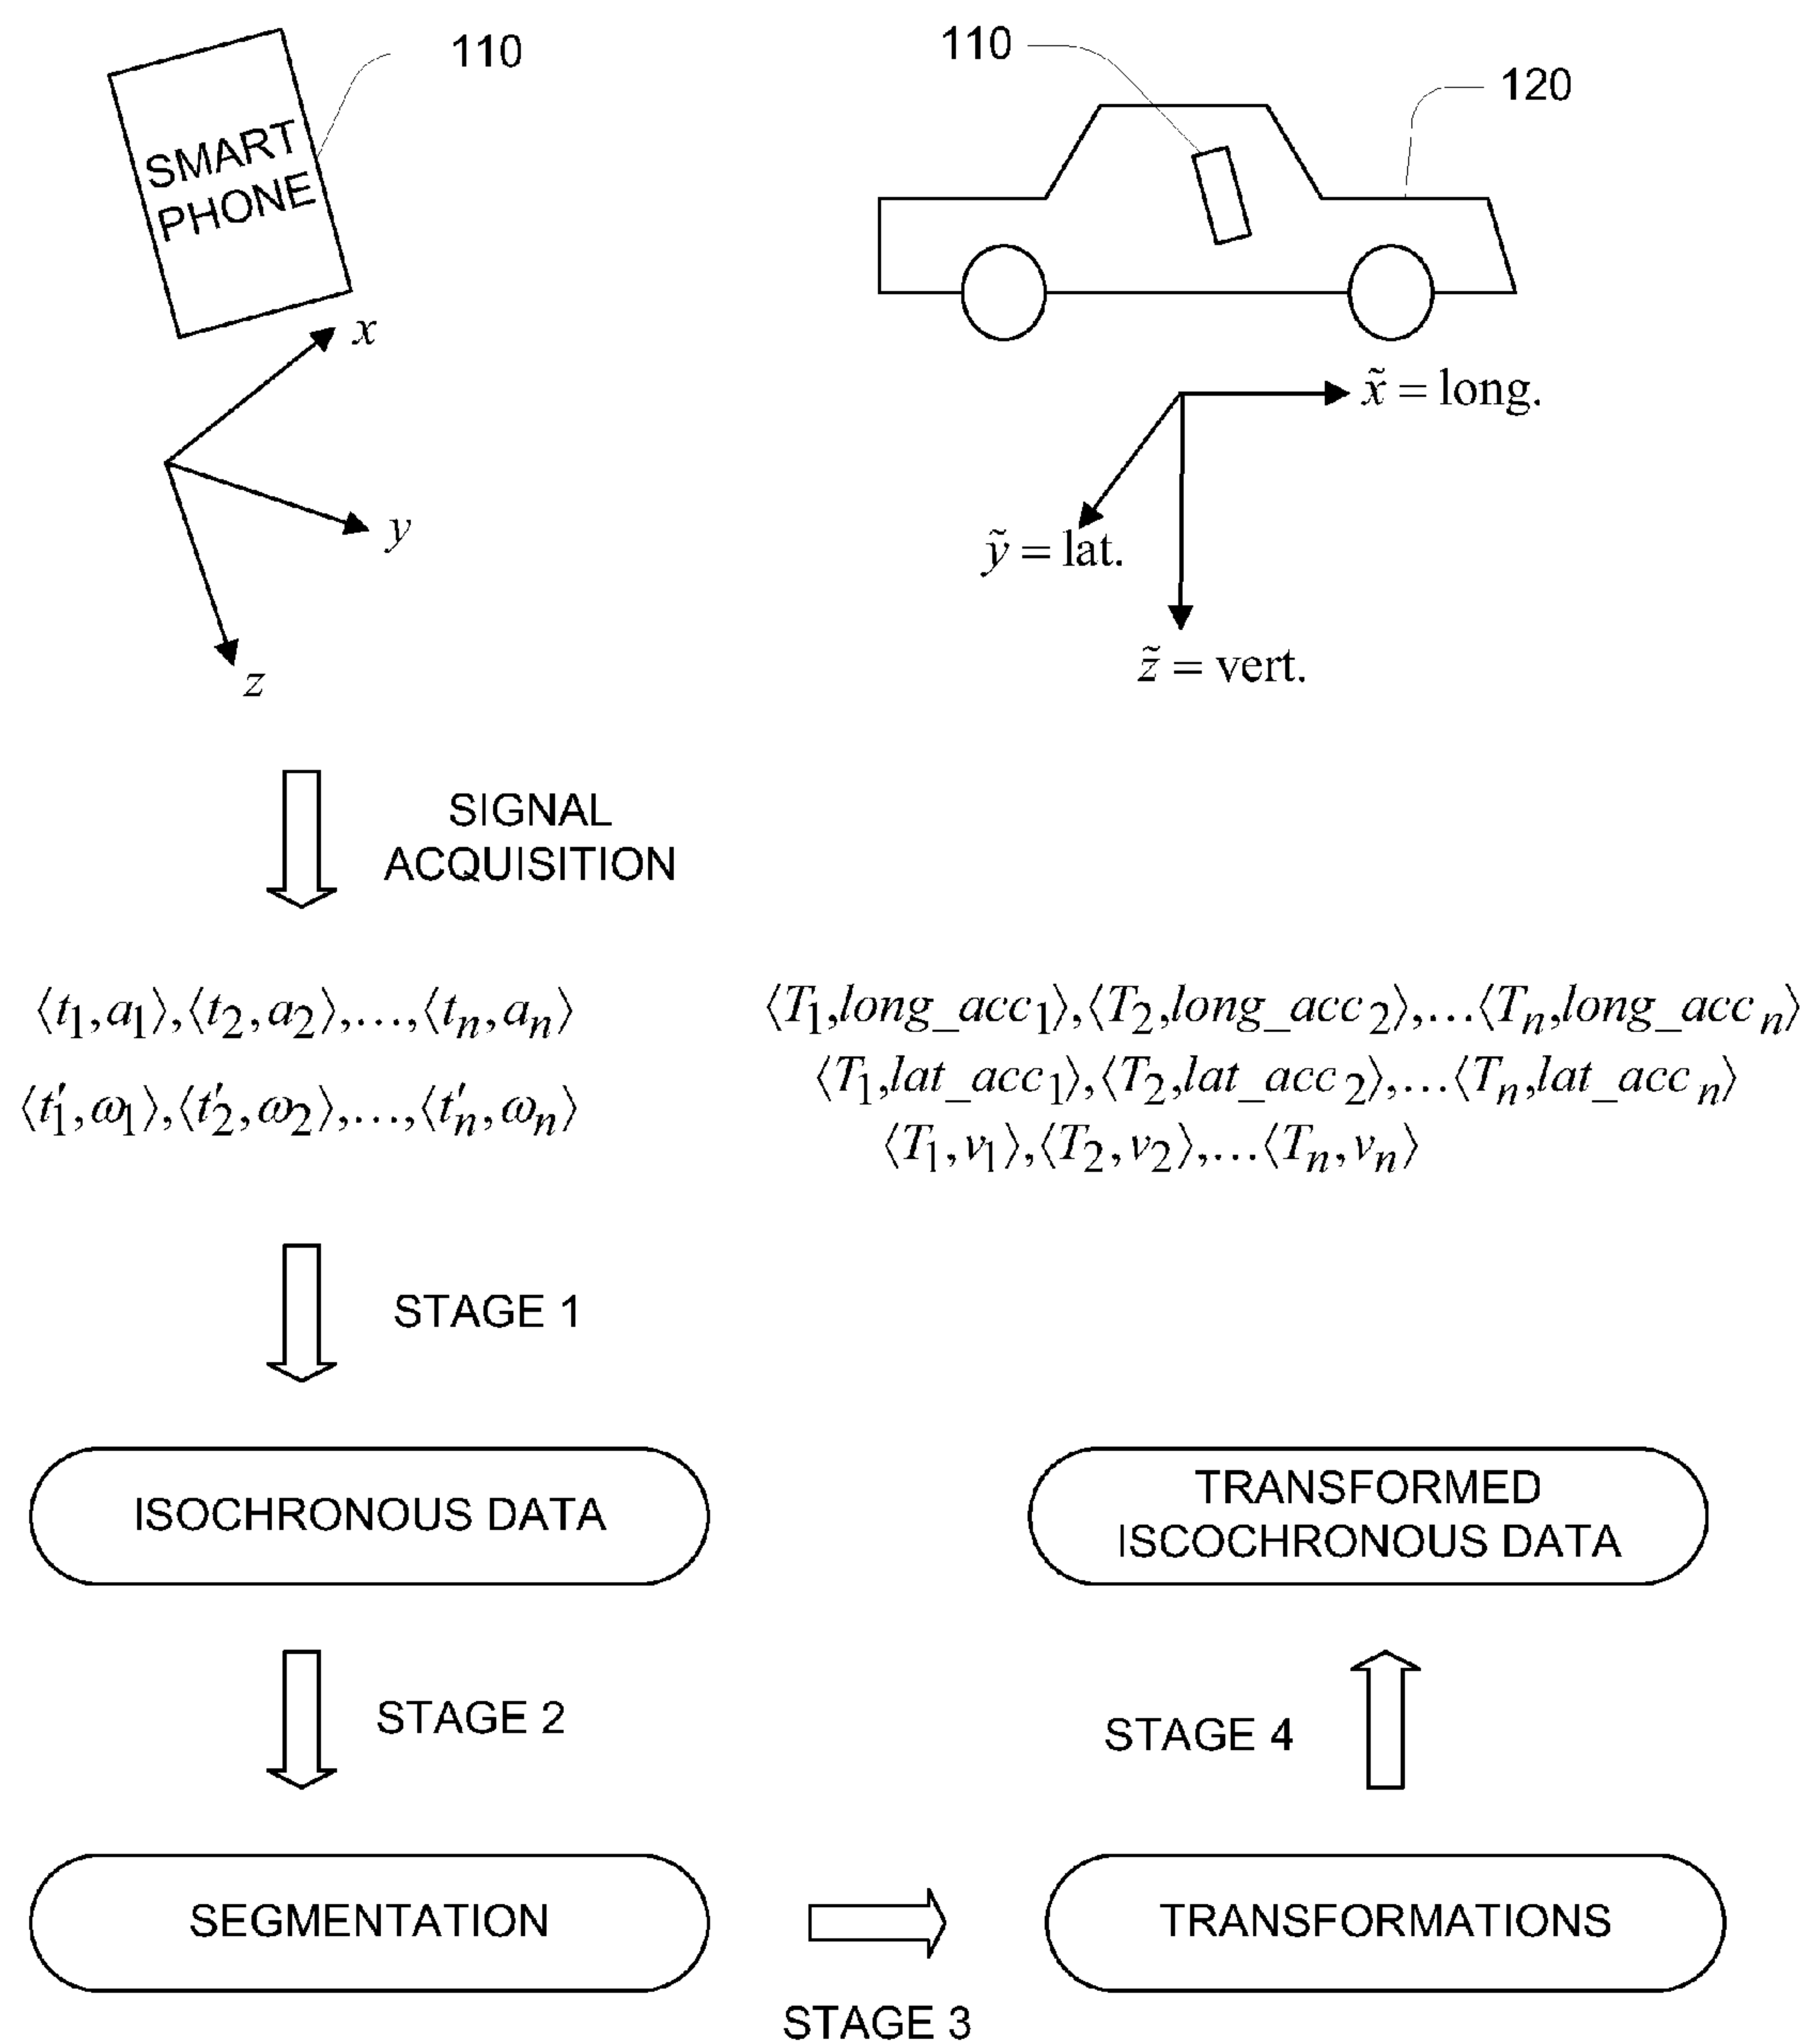 110
SMART
PHONE
x
y
z
110
120
x̃ = long.
ỹ = lat.
z̃ = vert.
SIGNAL
ACQUISITION
⟨t1,a1⟩,⟨t2,a2⟩,...,⟨tn,an⟩
⟨t′1,ω1⟩,⟨t′2,ω2⟩,...,⟨t′n,ωn⟩
⟨T1,long_acc1⟩,⟨T2,long_acc2⟩,...⟨Tn,long_accn⟩
⟨T1,lat_acc1⟩,⟨T2,lat_acc2⟩,...⟨Tn,lat_accn⟩
⟨T1,v1⟩,⟨T2,v2⟩,...⟨Tn,vn⟩
STAGE 1
ISOCHRONOUS DATA
TRANSFORMED
ISCOCHRONOUS DATA
STAGE 2
STAGE 4
SEGMENTATION
TRANSFORMATIONS
STAGE 3